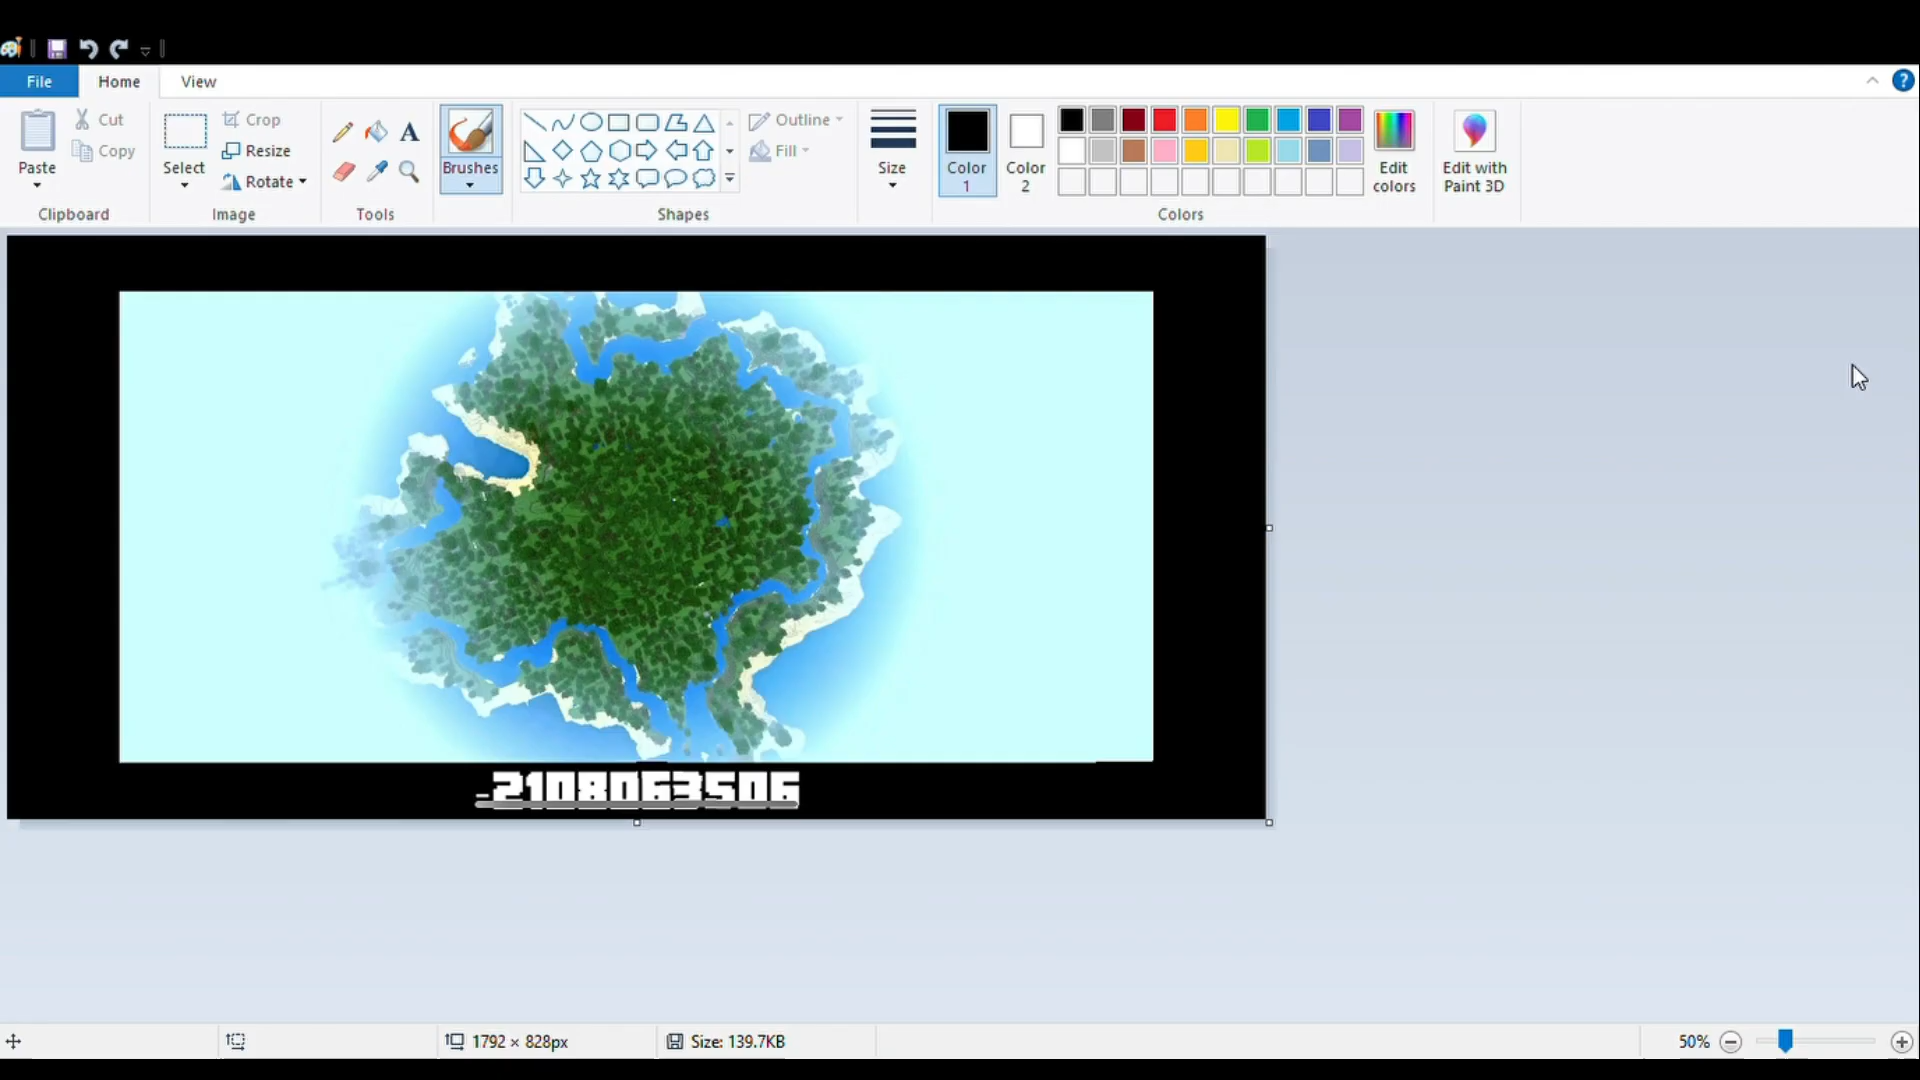 File Home View
Paste
Cut
Copy
Clipboard
Select
Crop
Resize
Rotate
Image
A
Tools
Brushes
Shapes
Outline
Fill
Size
Color 1
Color 2
Edit colors
Colors
Edit with Paint 3D
?
-2108063506
1792 × 828px
Size: 139.7KB
50%